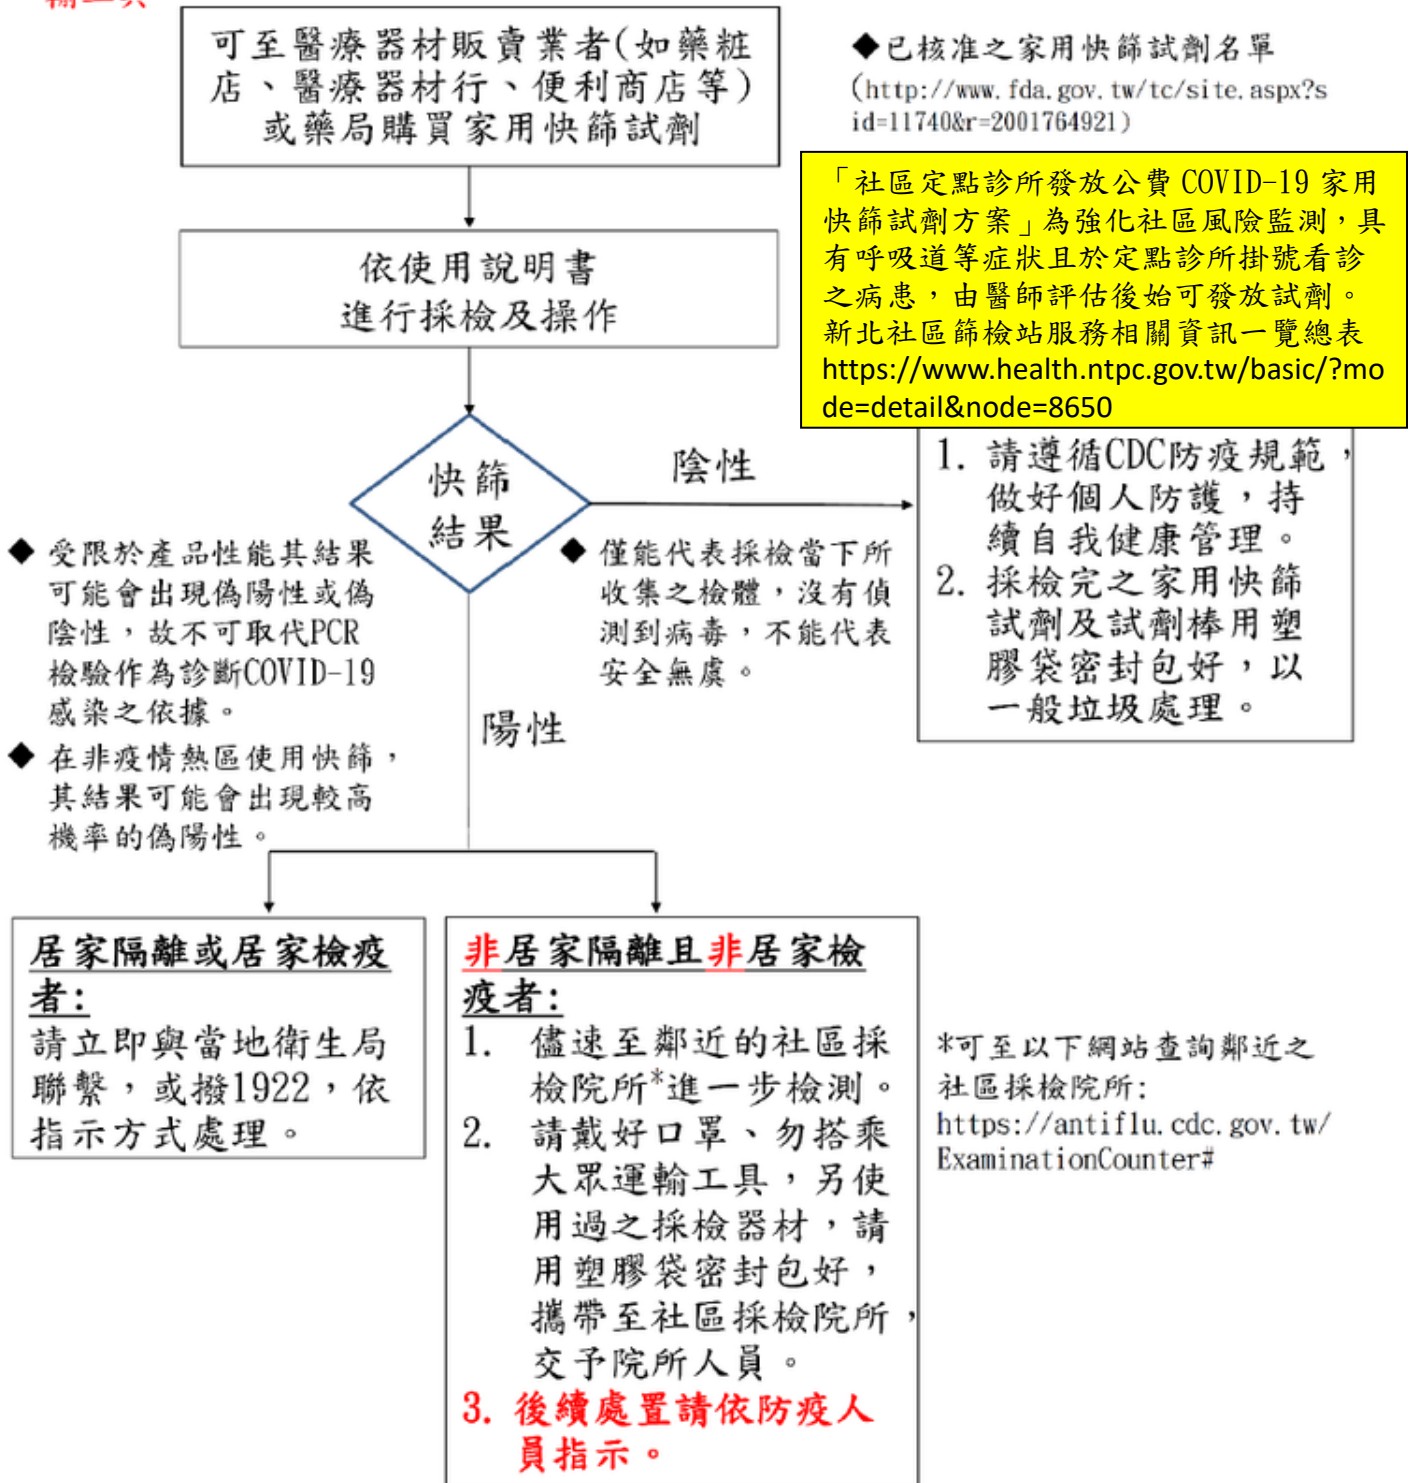 可至醫療器材販賣業者(如藥粧
店、醫療器材行、便利商店等)
或藥局購買家用快篩試劑
◆已核准之家用快篩試劑名單
(http://www.fda.gov.tw/tc/site.aspx?s
id=11740&r=2001764921)
「社區定點診所發放公費 COVID-19 家用
快篩試劑方案」為強化社區風險監測，具
有呼吸道等症狀且於定點診所掛號看診
之病患，由醫師評估後始可發放試劑。
新北社區篩檢站服務相關資訊一覽總表
https://www.health.ntpc.gov.tw/basic/?mo
de=detail&node=8650
依使用說明書
進行採檢及操作
快篩
結果
陰性
1. 請遵循CDC防疫規範，
做好個人防護，持
續自我健康管理。
2. 採檢完之家用快篩
試劑及試劑棒用塑
膠袋密封包好，以
一般垃圾處理。
◆ 受限於產品性能其結果
可能會出現偽陽性或偽
陰性，故不可取代PCR
檢驗作為診斷COVID-19
感染之依據。
◆ 在非疫情熱區使用快篩，
其結果可能會出現較高
機率的偽陽性。
◆ 僅能代表採檢當下所
收集之檢體，沒有偵
測到病毒，不能代表
安全無虞。
陽性
居家隔離或居家檢疫
者:
請立即與當地衛生局
聯繫，或撥1922，依
指示方式處理。
非居家隔離且非居家檢
疫者:
1. 儘速至鄰近的社區採
檢院所*進一步檢測。
2. 請戴好口罩、勿搭乘
大眾運輸工具，另使
用過之採檢器材，請
用塑膠袋密封包好，
攜帶至社區採檢院所，
交予院所人員。
3. 後續處置請依防疫人
員指示。
*可至以下網站查詢鄰近之
社區採檢院所:
https://antiflu.cdc.gov.tw/
ExaminationCounter#